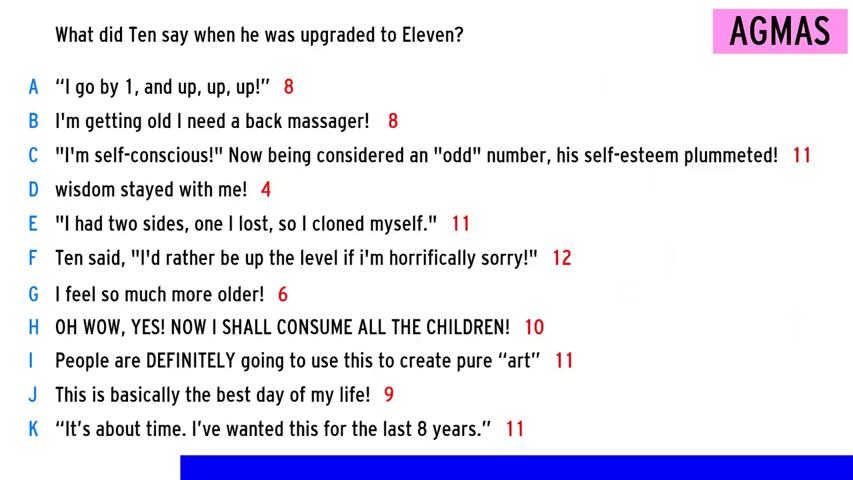 What did Ten say when he was upgraded to Eleven?
AGMAS
A “I go by 1, and up, up, up!” 8
B I'm getting old I need a back massager! 8
C "I'm self-conscious!" Now being considered an "odd" number, his self-esteem plummeted! 11
D wisdom stayed with me! 4
E "I had two sides, one I lost, so I cloned myself." 11
F Ten said, "I'd rather be up the level if i'm horrifically sorry!" 12
G I feel so much more older! 6
H OH WOW, YES! NOW I SHALL CONSUME ALL THE CHILDREN! 10
I People are DEFINITELY going to use this to create pure “art” 11
J This is basically the best day of my life! 9
K “It’s about time. I’ve wanted this for the last 8 years.” 11